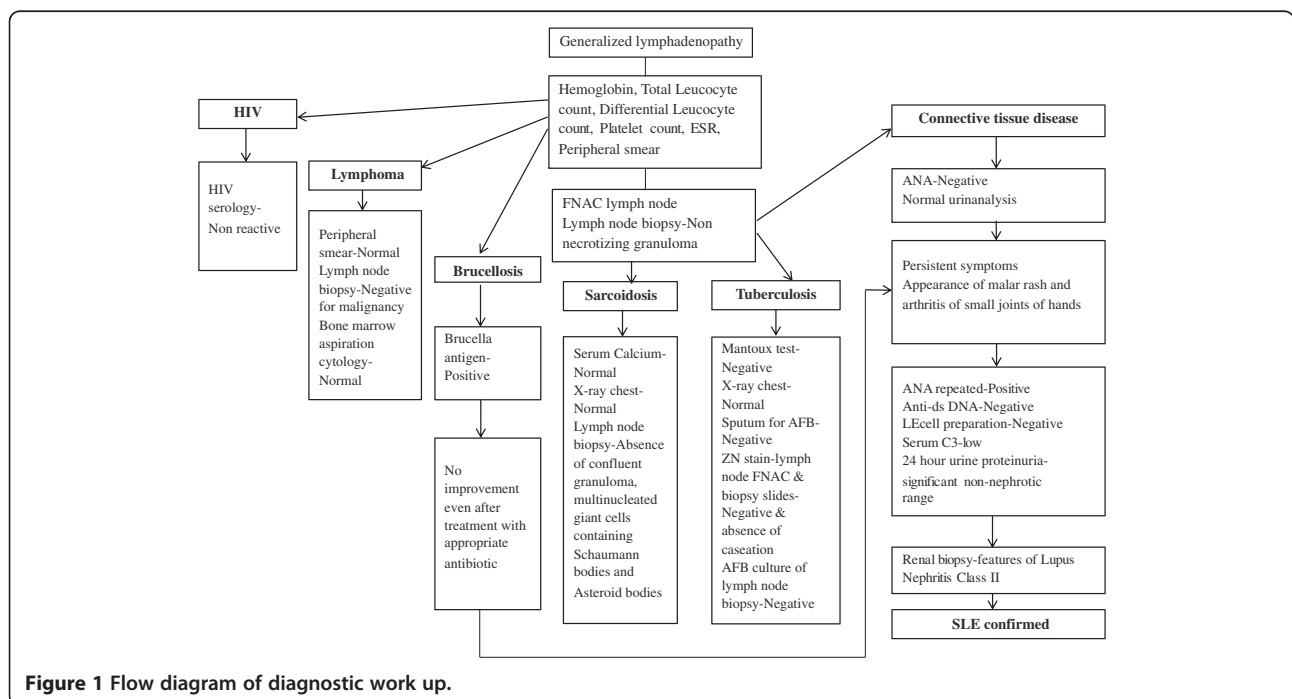 Generalized lymphadenopathy
Hemoglobin, Total Leucocyte
count, Differential Leucocyte
count, Platelet count, ESR,
Peripheral smear
HIV
HIV
serology-
Non reactive
Lymphoma
Peripheral
smear-Normal
Lymph node
biopsy-Negative
for malignancy
Bone marrow
aspiration
cytology-
Normal
Brucellosis
Brucella
antigen-
Positive
No
improvement
even after
treatment with
appropriate
antibiotic
FNAC lymph node
Lymph node biopsy-Non
necrotizing granuloma
Sarcoidosis
Serum Calcium-
Normal
X-ray chest-
Normal
Lymph node
biopsy-Absence
of confluent
granuloma,
multinucleated
giant cells
containing
Schaumann
bodies and
Asteroid bodies
Tuberculosis
Mantoux test-
Negative
X-ray chest-
Normal
Sputum for AFB-
Negative
ZN stain-lymph
node FNAC &
biopsy slides-
Negative &
absence of
caseation
AFB culture of
lymph node
biopsy-Negative
Connective tissue disease
ANA-Negative
Normal urinanalysis
Persistent symptoms
Appearance of malar rash and
arthritis of small joints of hands
ANA repeated-Positive
Anti-ds DNA-Negative
LEcell preparation-Negative
Serum C3-low
24 hour urine proteinuria-
significant non-nephrotic
range
Renal biopsy-features of Lupus
Nephritis Class II
SLE confirmed
Figure 1 Flow diagram of diagnostic work up.